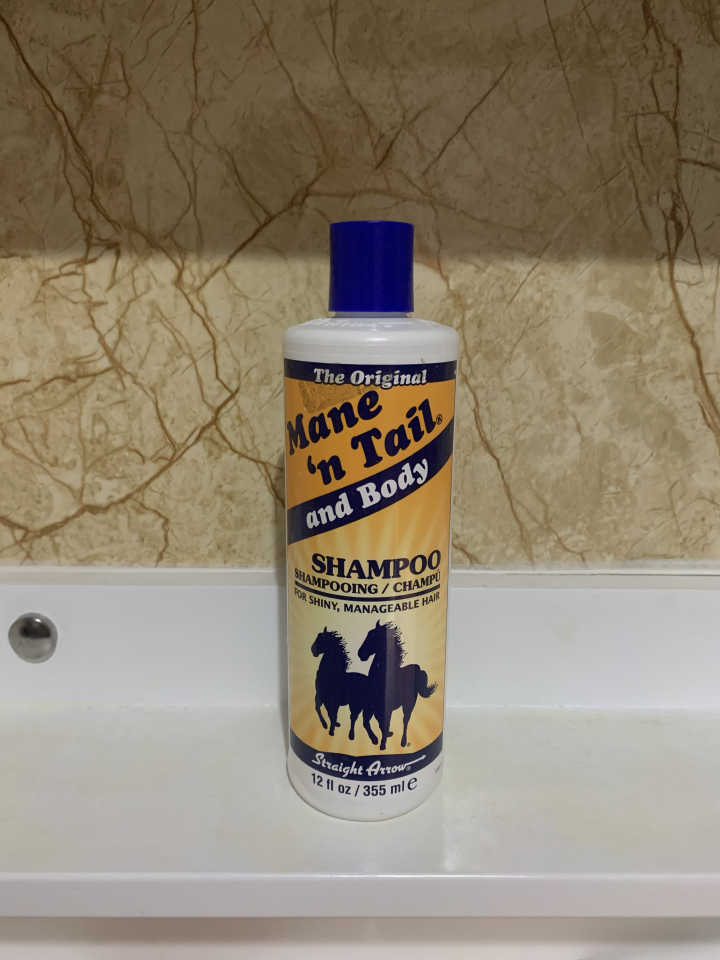 The Original
Mane
'n Tail®
and Body
SHAMPOO
SHAMPOOING / CHAMPÚ
FOR SHINY, MANAGEABLE HAIR
Straight Arrow®
12 fl oz / 355 ml e